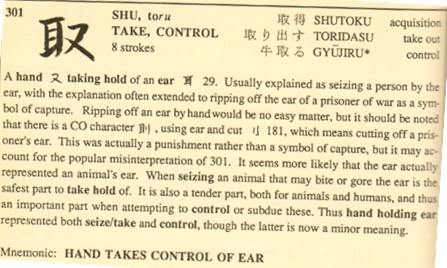 301
取
SHU, toru
TAKE, CONTROL
8 strokes
取得 SHUTOKU acquisition
取り出す TORIDASU take out
牛取る GYŪJIRU* control
A hand 又 taking hold of an ear 耳 29. Usually explained as seizing a person by the
ear, with the explanation often extended to ripping off the ear of a prisoner of war as a sym-
bol of capture. Ripping off an ear by hand would be no easy matter, but it should be noted
that there is a CO character 刵, using ear and cut 刂 181, which means cutting off a pris-
oner's ear. This was actually a punishment rather than a symbol of capture, but it may ac-
count for the popular misinterpretation of 301. It seems more likely that the ear actually
represented an animal's ear. When seizing an animal that may bite or gore the ear is the
safest part to take hold of. It is also a tender part, both for animals and humans, and thus
an important part when attempting to control or subdue these. Thus hand holding ear
represented both seize/take and control, though the latter is now a minor meaning.
Mnemonic: HAND TAKES CONTROL OF EAR